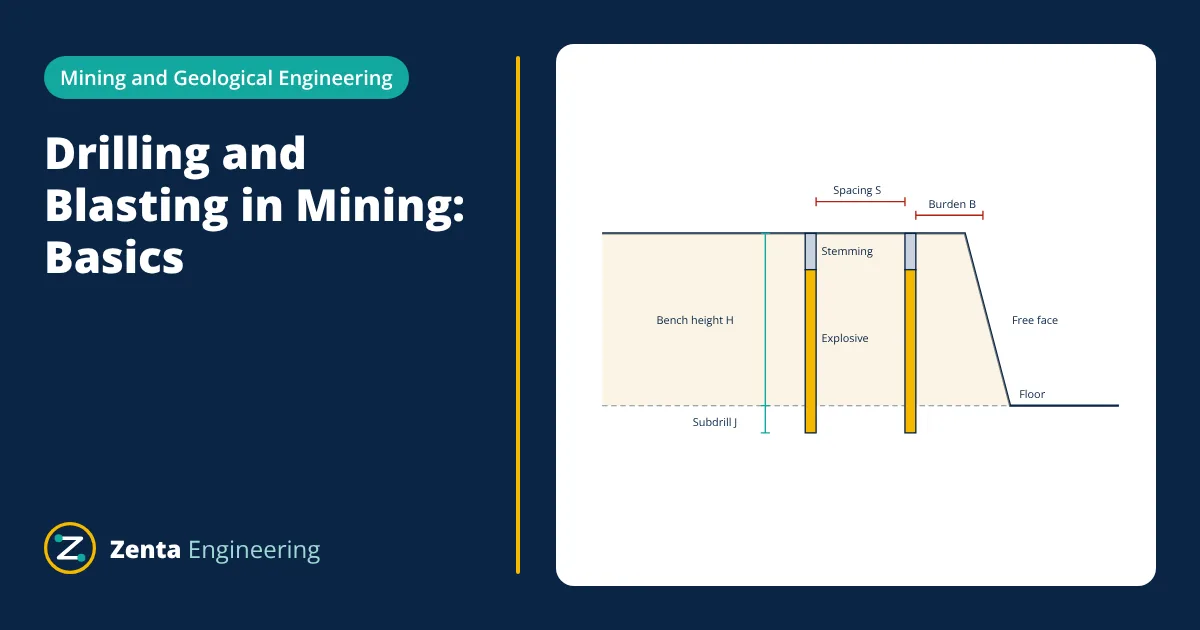 Mining and Geological Engineering
Drilling and
Blasting in Mining:
Basics
Zenta Engineering
Spacing S
Burden B
Stemming
Bench height H
Free face
Explosive
Floor
Subdrill J